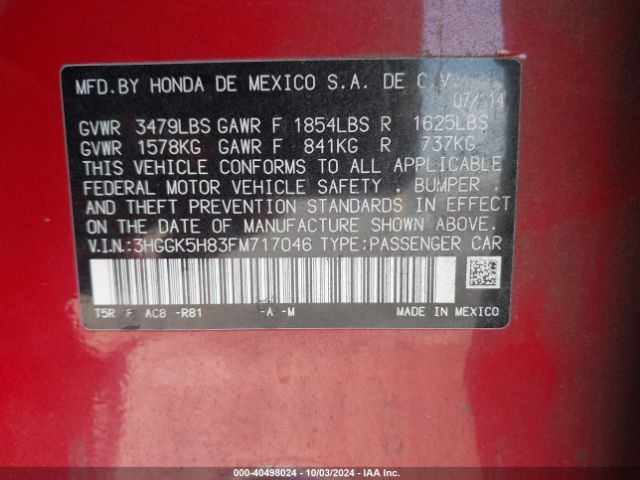 MFD.BY HONDA DE MEXICO S.A. DE C.V
07/14
GVWR 3479LBS GAWR F 1854LBS R 1625LBS
GVWR 1578KG GAWR F 841KG R 737KG
THIS VEHICLE CONFORMS TO ALL APPLICABLE
FEDERAL MOTOR VEHICLE SAFETY , BUMPER ,
AND THEFT PREVENTION STANDARDS IN EFFECT
ON THE DATE OF MANUFACTURE SHOWN ABOVE.
V.I.N.:3HGGK5H83FM717046 TYPE:PASSENGER CAR
T5R F AC8 -R81 -A -M MADE IN MEXICO
000-40498024 | 10/03/2024 | IAA Inc.